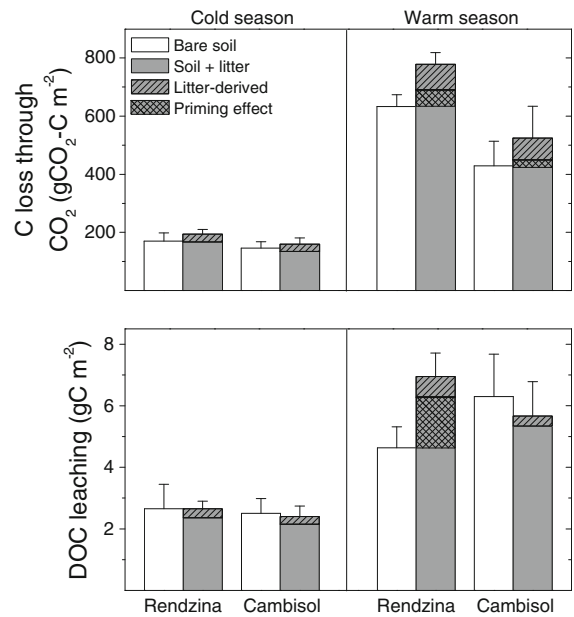 Cold season
Warm season
Bare soil
Soil + litter
Litter-derived
Priming effect
C loss through
CO₂ (gCO₂-C m⁻²)
800
600
400
200
DOC leaching (gC m⁻²)
8
6
4
2
Rendzina
Cambisol
Rendzina
Cambisol